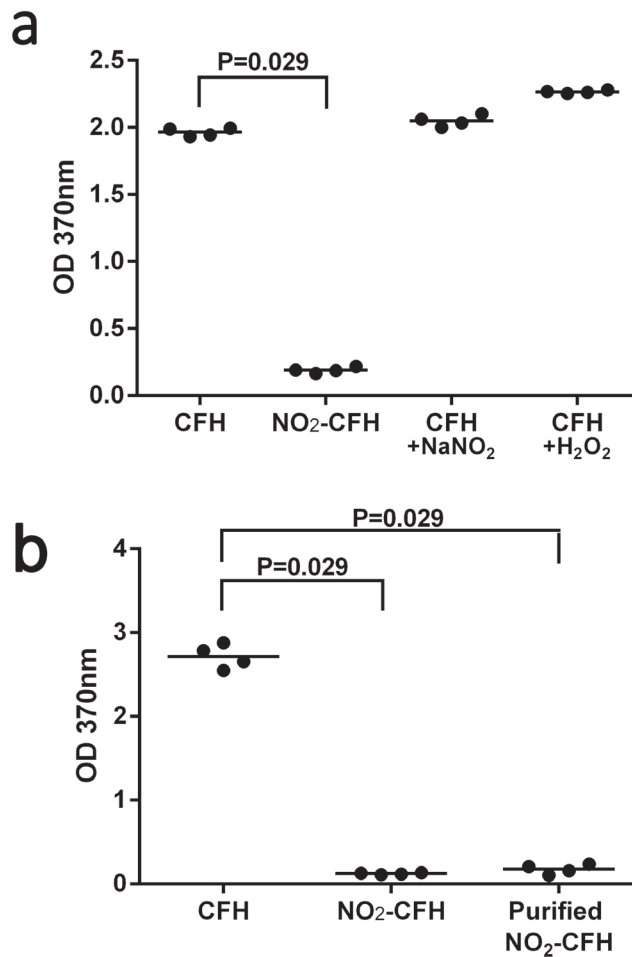 a
P=0.029
2.5
2.0
1.5
1.0
0.5
0.0
OD 370nm
CFH NO2-CFH CFH +NaNO₂ CFH +H₂O₂
b
P=0.029
P=0.029
4
3
2
1
0
OD 370nm
CFH NO2-CFH Purified NO₂-CFH